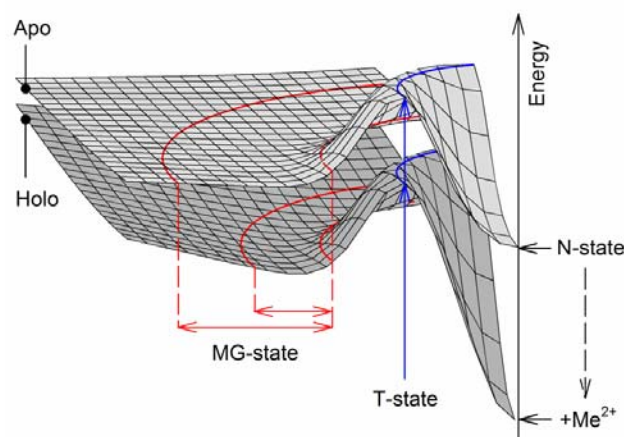 Apo
Holo
Energy
N-state
MG-state
T-state
+Me²⁺